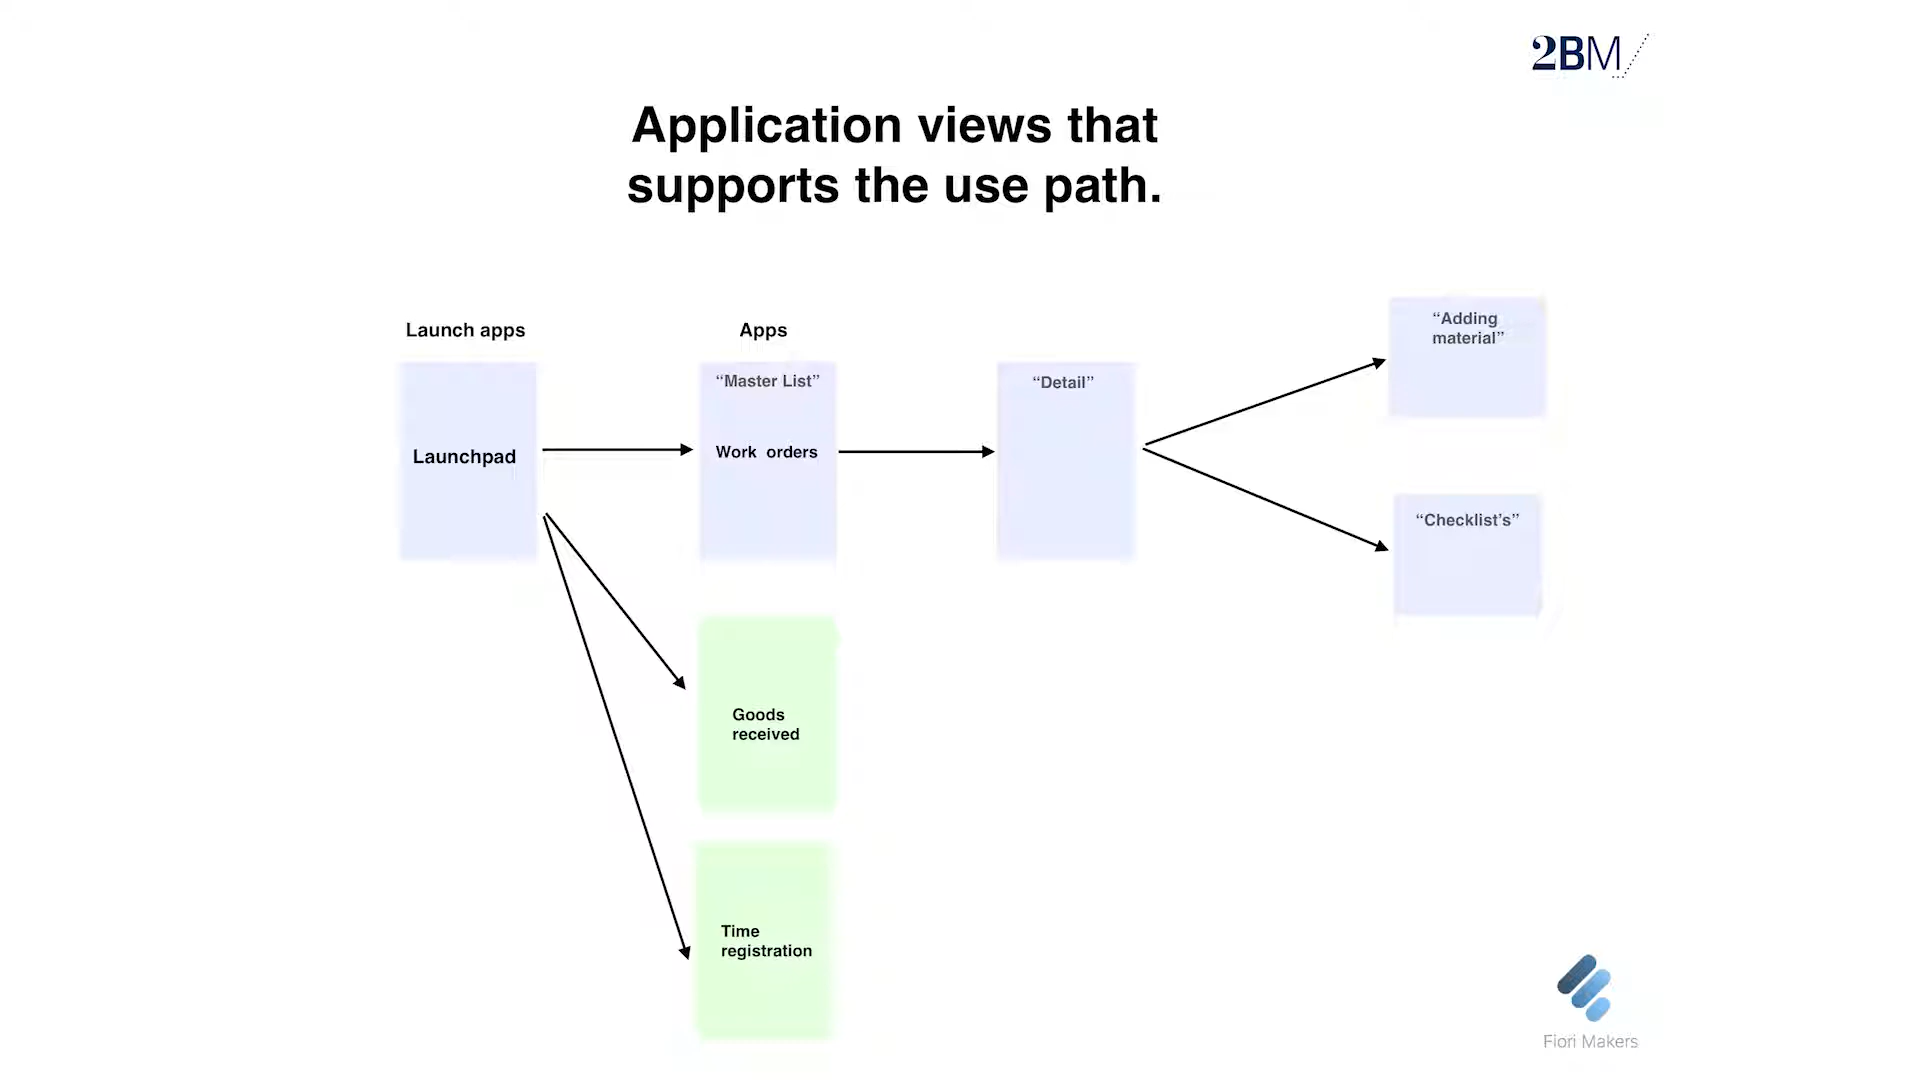 2BM
Application views that
supports the use path.
Launch apps
Apps
Launchpad
“Master List”
Work orders
“Detail”
“Adding
material”
“Checklist’s”
Goods
received
Time
registration
Fiori Makers